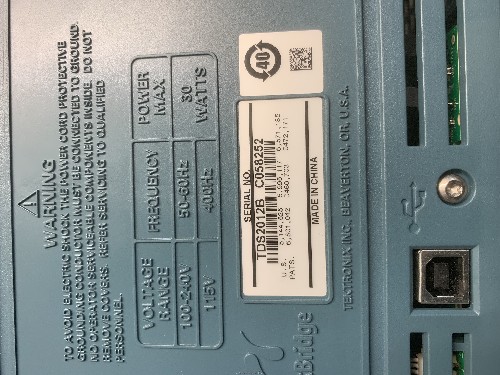 WARNING
TO AVOID ELECTRIC SHOCK THE POWER CORD PROTECTIVE
GROUNDING CONDUCTOR MUST BE CONNECTED TO GROUND.
NO OPERATOR SERVICEABLE COMPONENTS INSIDE. DO NOT
REMOVE COVERS. REFER SERVICING TO QUALIFIED
PERSONNEL.
VOLTAGE RANGE FREQUENCY POWER MAX
100-240V 50-60Hz 30 WATTS
115V 400Hz
40
SERIAL NO.
TDS2012B C058252
U.S.
PATS.
MADE IN CHINA
TEKTRONIX INC, BEAVERTON, OR, U.S.A.
Bridge